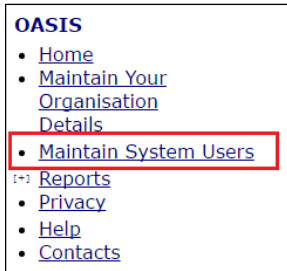 OASIS
• Home
• Maintain Your
Organisation
Details
• Maintain System Users
[+] Reports
• Privacy
• Help
• Contacts